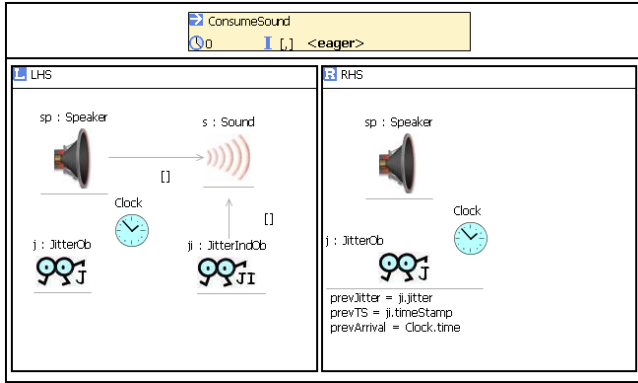 ConsumeSound
0 I [,] <eager>
L LHS
sp : Speaker
s : Sound
[]
Clock
[]
j : JitterOb
J
ji : JitterIndOb
JI
R RHS
sp : Speaker
Clock
j : JitterOb
J
prevJitter = ji.jitter
prevTS = ji.timeStamp
prevArrival = Clock.time